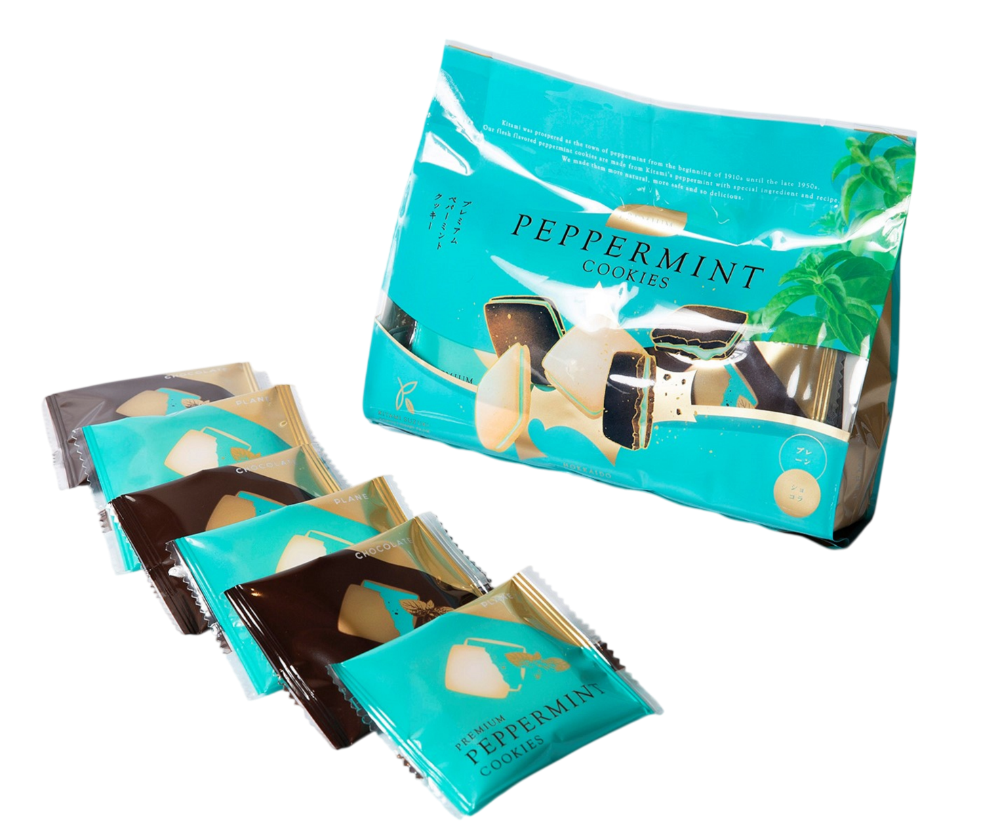 Kitami was prospered as the town of peppermint from the beginning of 1910s until the late 1950s.
Our flesh flavored peppermint cookies are made from Kitami's peppermint with special ingredient and recipe.
We made them more natural, more safe and so delicious.
プレミアム
ペパーミント
クッキー
PREMIUM
PEPPERMINT
COOKIES
HOKKAIDO
プレ
ーン
ショ
コラ
CHOCOLATE
PLANE
CHOCOLATE
PLANE
CHOCOLATE
PLANE
PREMIUM
PEPPERMINT
COOKIES